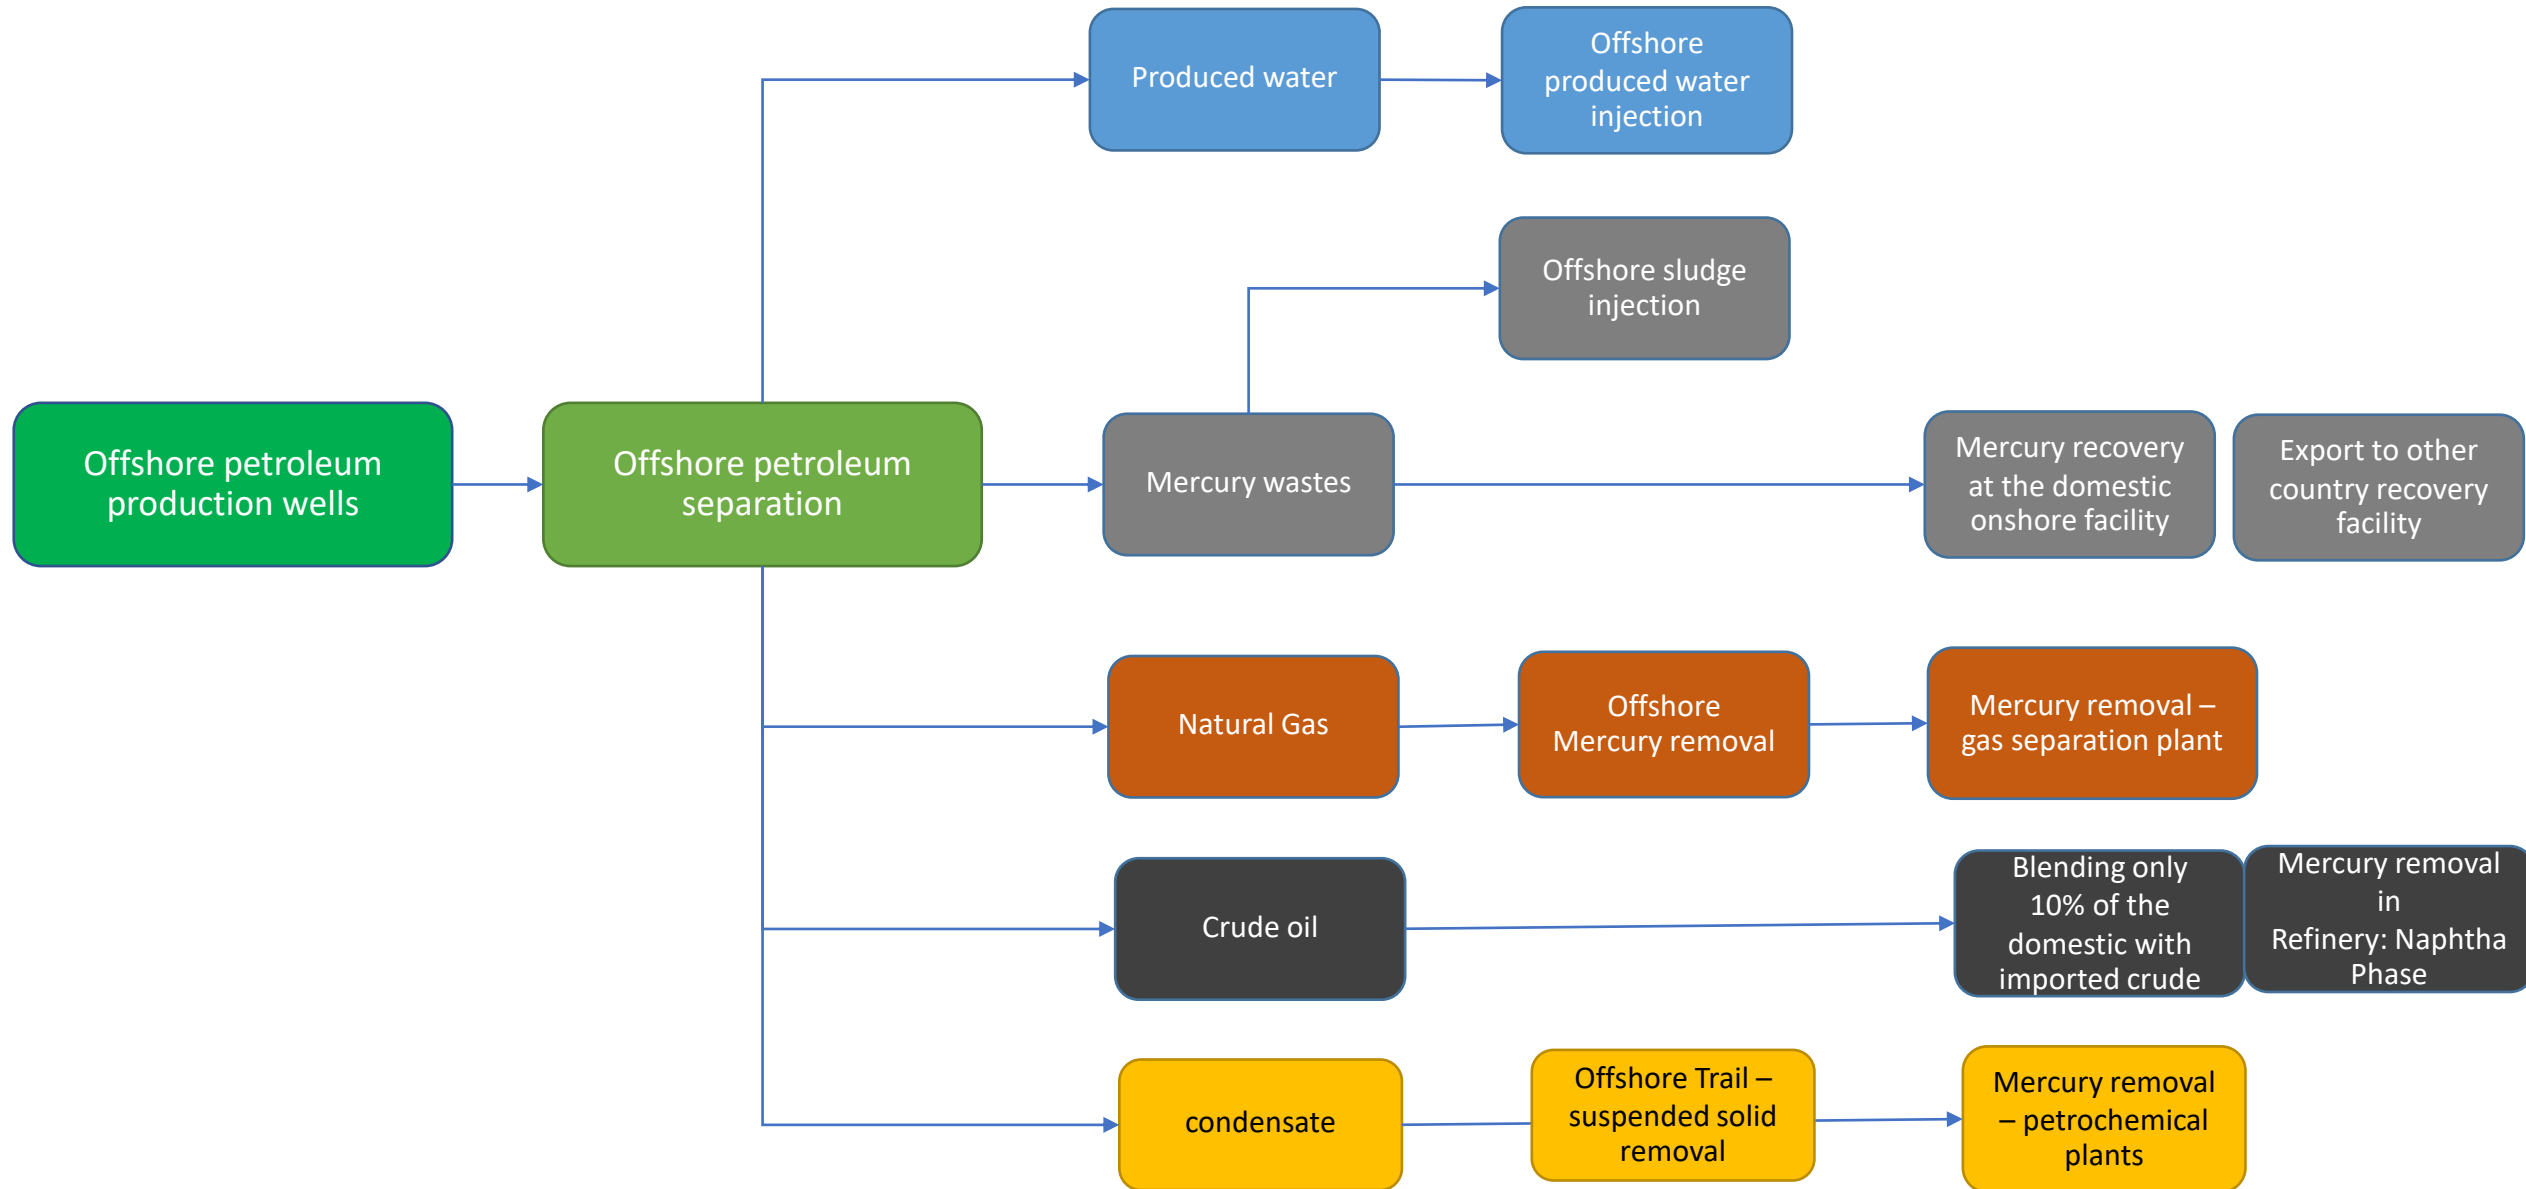 Produced water
Offshore
produced water
injection
Offshore sludge
injection
Offshore petroleum
production wells
Offshore petroleum
separation
Mercury wastes
Mercury recovery
at the domestic
onshore facility
Export to other
country recovery
facility
Natural Gas
Offshore
Mercury removal
Mercury removal –
gas separation plant
Crude oil
Blending only
10% of the
domestic with
imported crude
Mercury removal
in
Refinery: Naphtha
Phase
condensate
Offshore Trail –
suspended solid
removal
Mercury removal
– petrochemical
plants